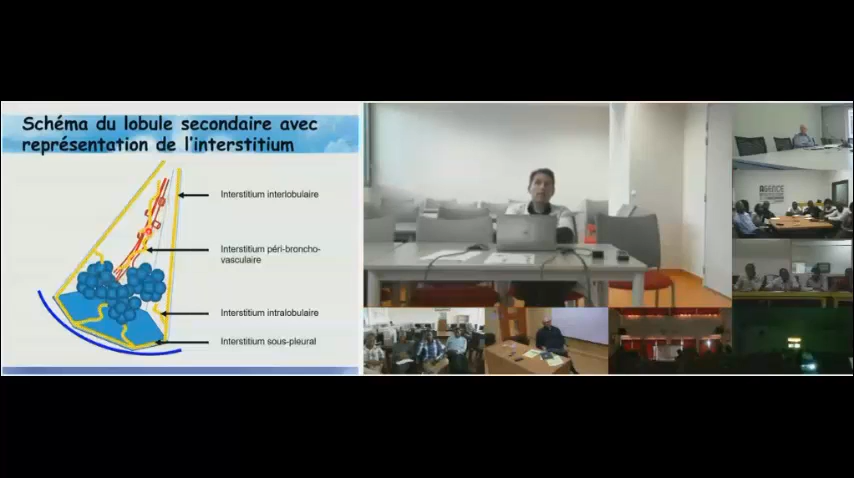 Schéma du lobule secondaire avec
représentation de l'interstitium
Interstitium interlobulaire
Interstitium péri-broncho-
vasculaire
Interstitium intralobulaire
Interstitium sous-pleural
AGENCE